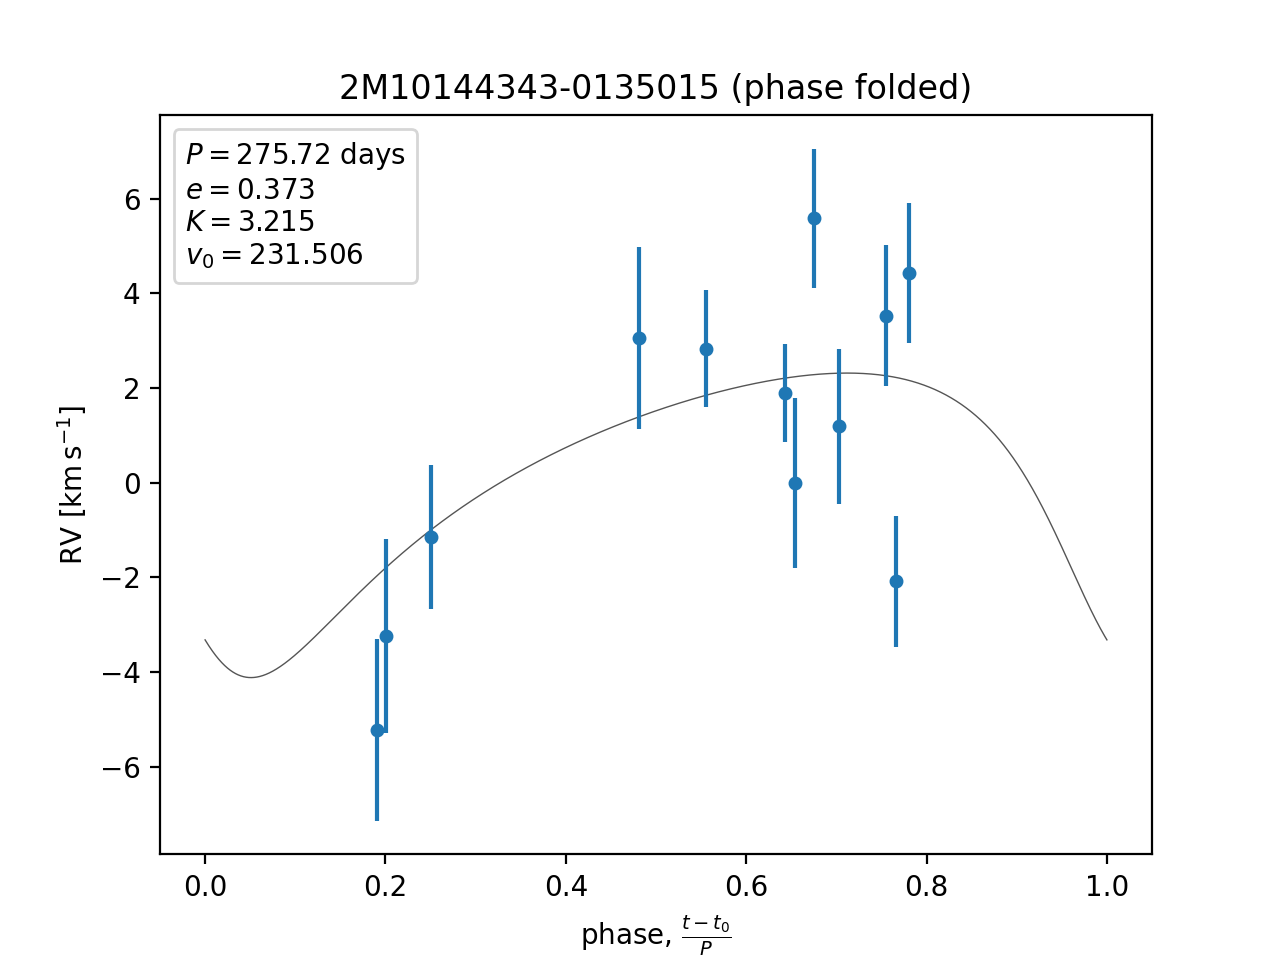 2M10144343-0135015 (phase folded)
P = 275.72 days
e = 0.373
K = 3.215
v₀ = 231.506
6
4
2
0
−2
−4
−6
RV [km s⁻¹]
0.0 0.2 0.4 0.6 0.8 1.0
phase, (t − t₀)/P